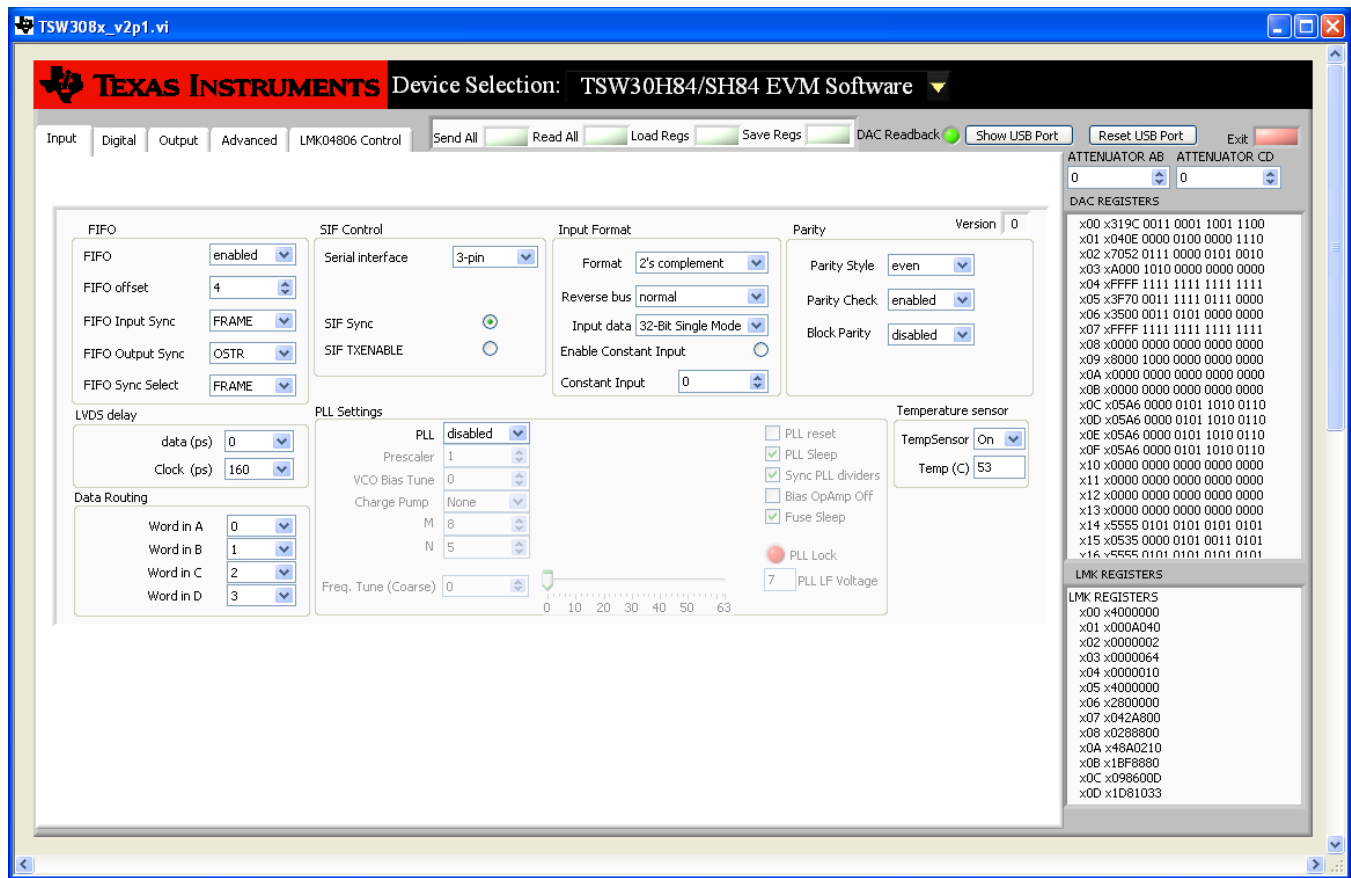 TSW308x_v2p1.vi
TEXAS INSTRUMENTS Device Selection: TSW30H84/SH84 EVM Software
Input Digital Output Advanced LMK04806 Control Send All Read All Load Regs Save Regs DAC Readback Show USB Port Reset USB Port Exit
ATTENUATOR AB ATTENUATOR CD
0 0
DAC REGISTERS
Version 0
FIFO
FIFO enabled
FIFO offset 4
FIFO Input Sync FRAME
FIFO Output Sync OSTR
FIFO Sync Select FRAME
SIF Control
Serial interface 3-pin
SIF Sync
SIF TXENABLE
Input Format
Format 2's complement
Reverse bus normal
Input data 32-Bit Single Mode
Enable Constant Input
Constant Input 0
Parity
Parity Style even
Parity Check enabled
Block Parity disabled
LVDS delay
data (ps) 0
Clock (ps) 160
Data Routing
Word in A 0
Word in B 1
Word in C 2
Word in D 3
PLL Settings
PLL disabled
Prescaler 1
VCO Bias Tune 0
Charge Pump None
M 8
N 5
Freq. Tune (Coarse) 0
0 10 20 30 40 50 63
PLL reset
PLL Sleep
Sync PLL dividers
Bias OpAmp Off
Fuse Sleep
PLL Lock
7 PLL LF Voltage
Temperature sensor
TempSensor On
Temp (C) 53
x00 x319C 0011 0001 1001 1100
x01 x040E 0000 0100 0000 1110
x02 x7052 0111 0000 0101 0010
x03 xA000 1010 0000 0000 0000
x04 xFFFF 1111 1111 1111 1111
x05 x3F70 0011 1111 0111 0000
x06 x3500 0011 0101 0000 0000
x07 xFFFF 1111 1111 1111 1111
x08 x0000 0000 0000 0000 0000
x09 x8000 1000 0000 0000 0000
x0A x0000 0000 0000 0000 0000
x0B x0000 0000 0000 0000 0000
x0C x05A6 0000 0101 1010 0110
x0D x05A6 0000 0101 1010 0110
x0E x05A6 0000 0101 1010 0110
x0F x05A6 0000 0101 1010 0110
x10 x0000 0000 0000 0000 0000
x11 x0000 0000 0000 0000 0000
x12 x0000 0000 0000 0000 0000
x13 x0000 0000 0000 0000 0000
x14 x5555 0101 0101 0101 0101
x15 x0535 0000 0101 0011 0101
x16 x5555 0101 0101 0101 0101
LMK REGISTERS
LMK REGISTERS
x00 x4000000
x01 x000A040
x02 x0000002
x03 x0000064
x04 x0000010
x05 x4000000
x06 x2800000
x07 x042A800
x08 x0288800
x0A x48A0210
x0B x1BF8880
x0C x098600D
x0D x1D81033